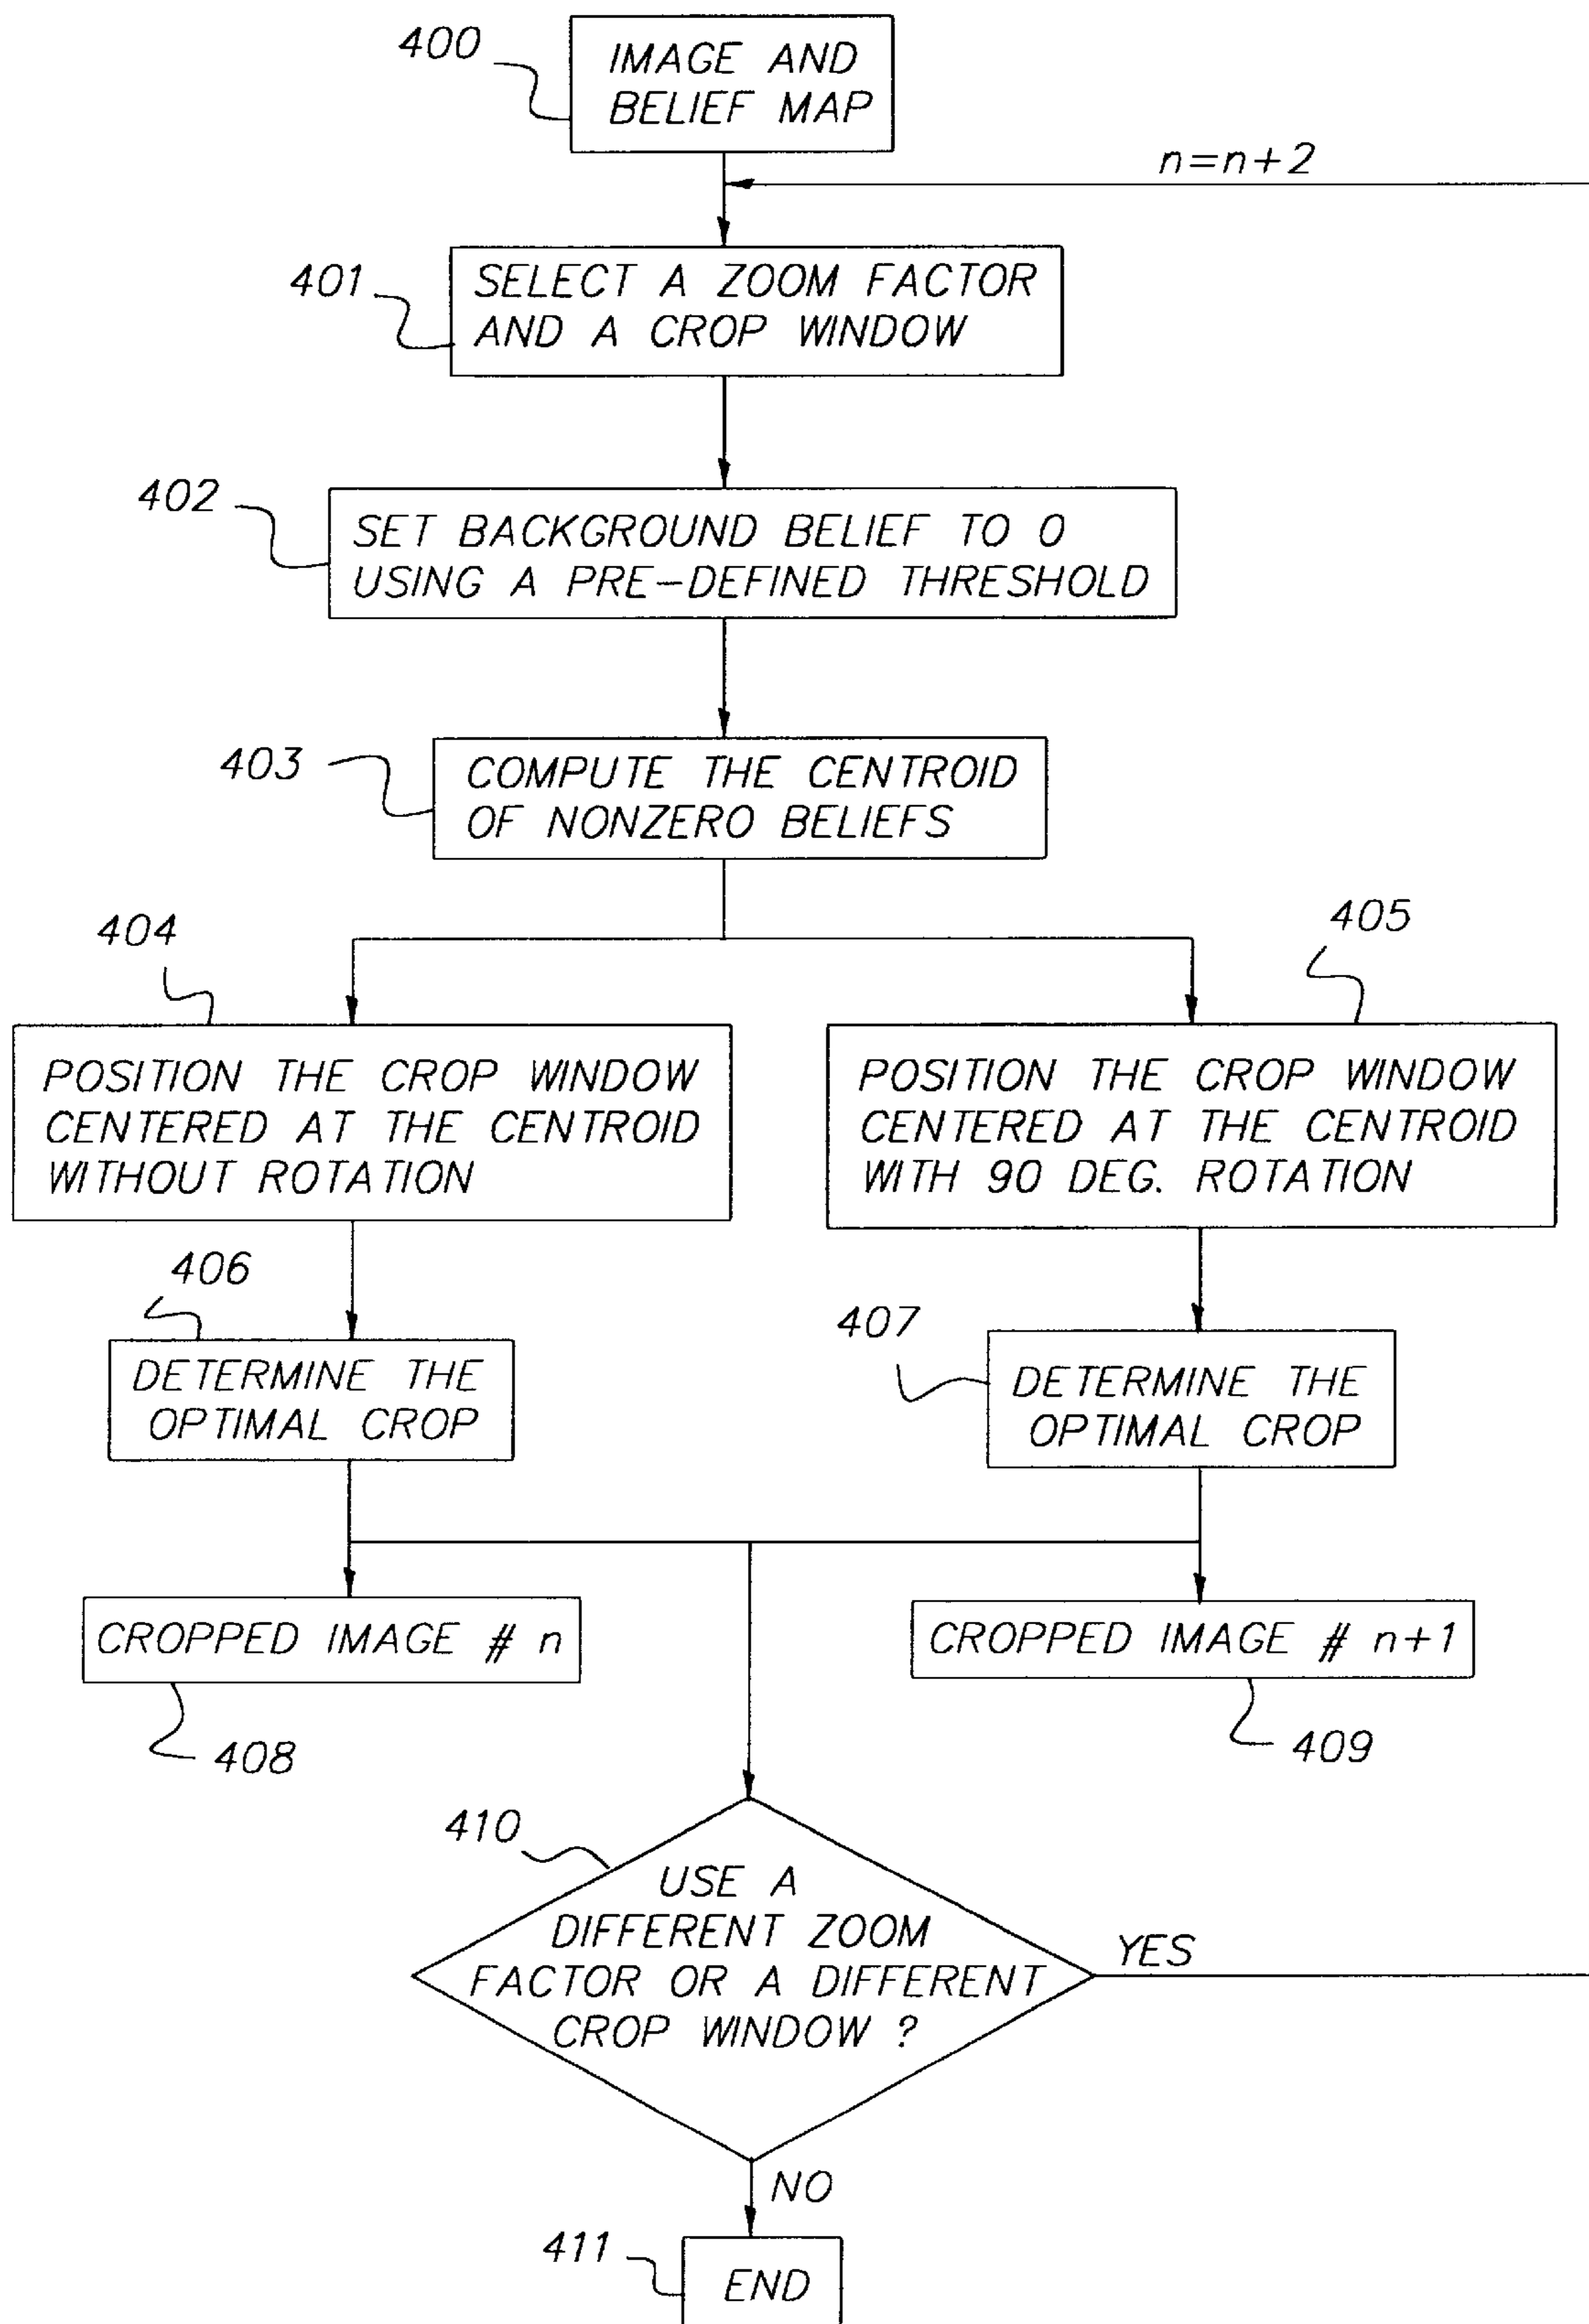 400
IMAGE AND
BELIEF MAP
n=n+2
401
SELECT A ZOOM FACTOR
AND A CROP WINDOW
402
SET BACKGROUND BELIEF TO 0
USING A PRE-DEFINED THRESHOLD
403
COMPUTE THE CENTROID
OF NONZERO BELIEFS
404
405
POSITION THE CROP WINDOW
CENTERED AT THE CENTROID
WITHOUT ROTATION
POSITION THE CROP WINDOW
CENTERED AT THE CENTROID
WITH 90 DEG. ROTATION
406
407
DETERMINE THE
OPTIMAL CROP
DETERMINE THE
OPTIMAL CROP
CROPPED IMAGE # n
CROPPED IMAGE # n+1
408
409
410
USE A
DIFFERENT ZOOM
FACTOR OR A DIFFERENT
CROP WINDOW ?
YES
NO
411
END